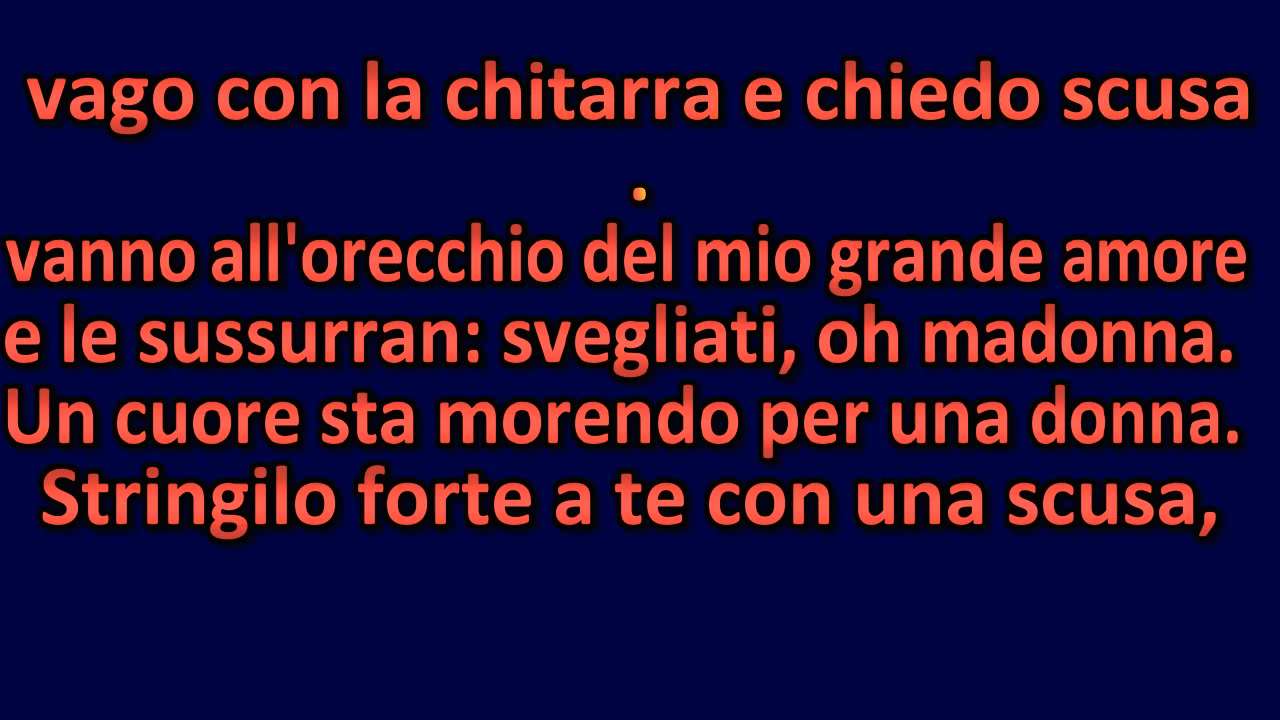 vago con la chitarra e chiedo scusa
.
vanno all'orecchio del mio grande amore
e le sussurran: svegliati, oh madonna.
Un cuore sta morendo per una donna.
Stringilo forte a te con una scusa,